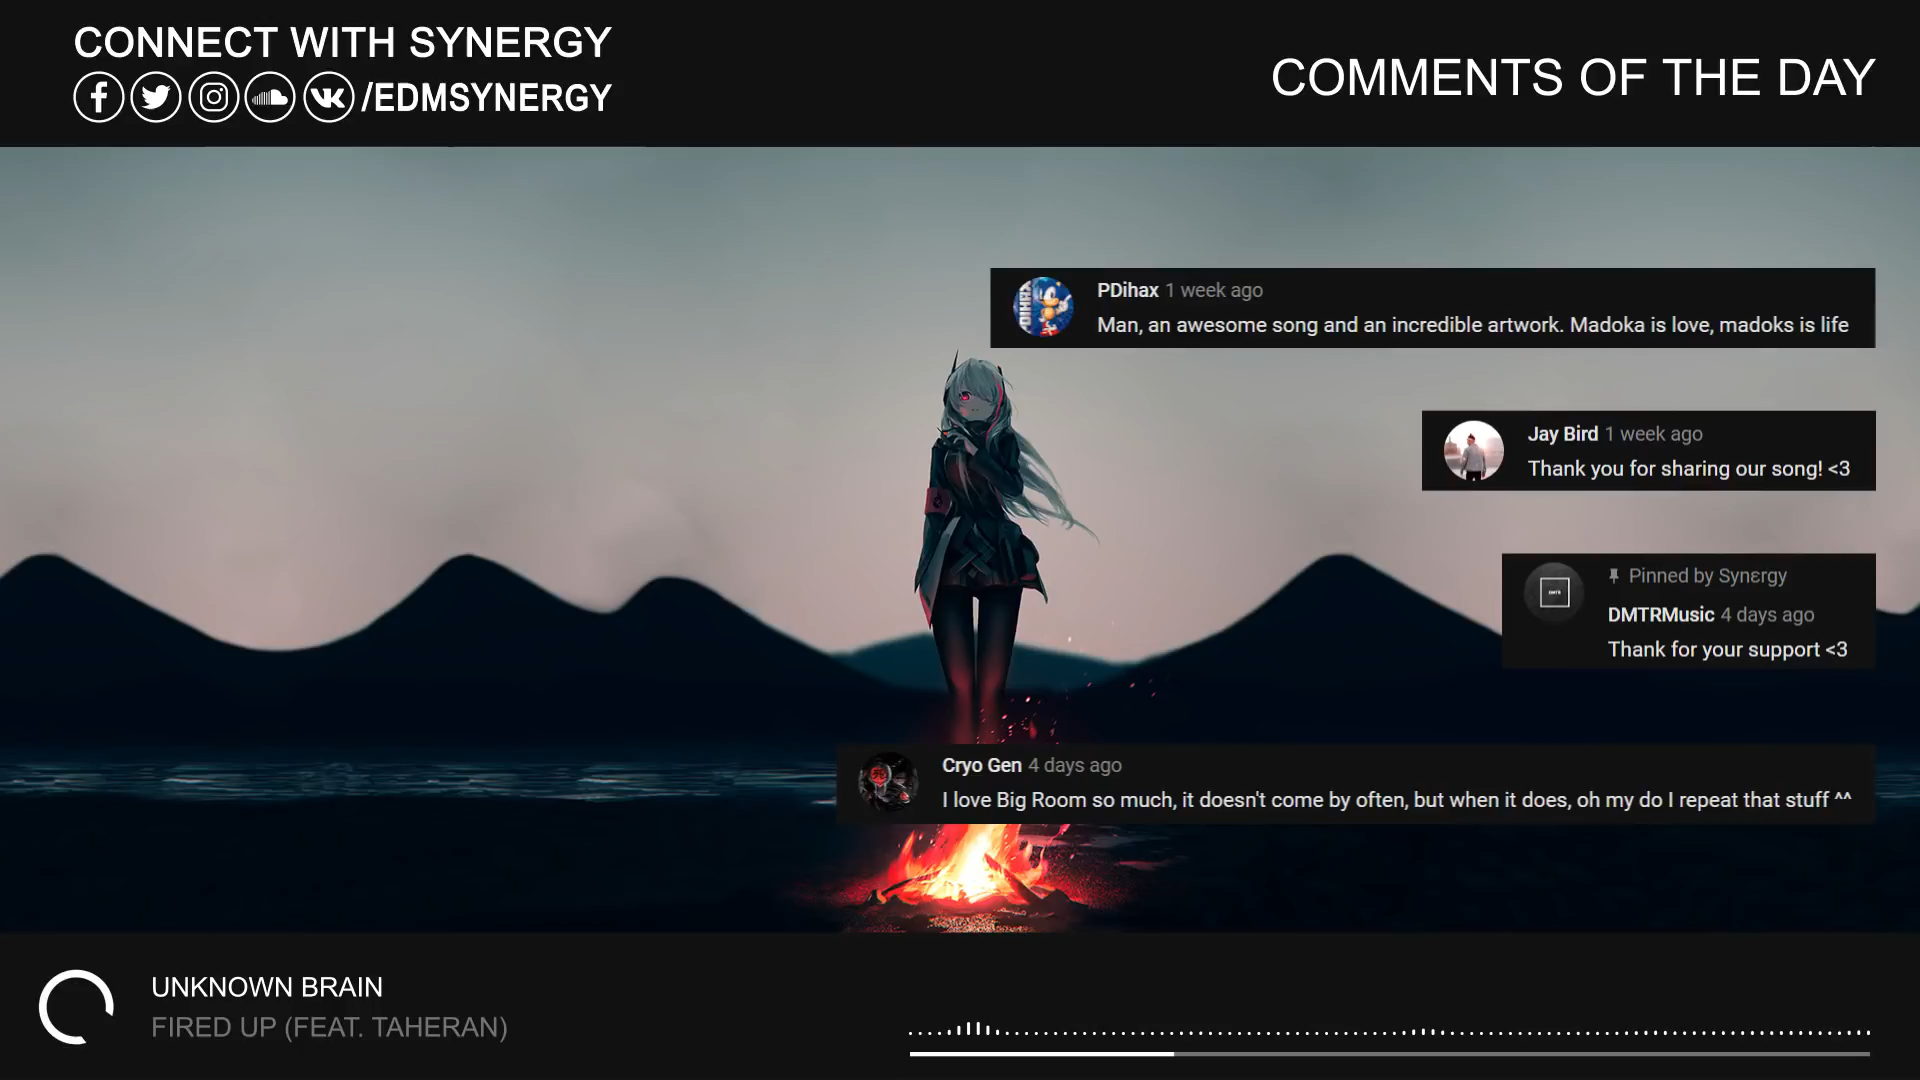 CONNECT WITH SYNERGY
/EDMSYNERGY
COMMENTS OF THE DAY
PDihax 1 week ago
Man, an awesome song and an incredible artwork. Madoka is love, madoks is life
Jay Bird 1 week ago
Thank you for sharing our song! <3
Pinned by Synεrgy
DMTRMusic 4 days ago
Thank for your support <3
Cryo Gen 4 days ago
I love Big Room so much, it doesn't come by often, but when it does, oh my do I repeat that stuff ^^
UNKNOWN BRAIN
FIRED UP (FEAT. TAHERAN)